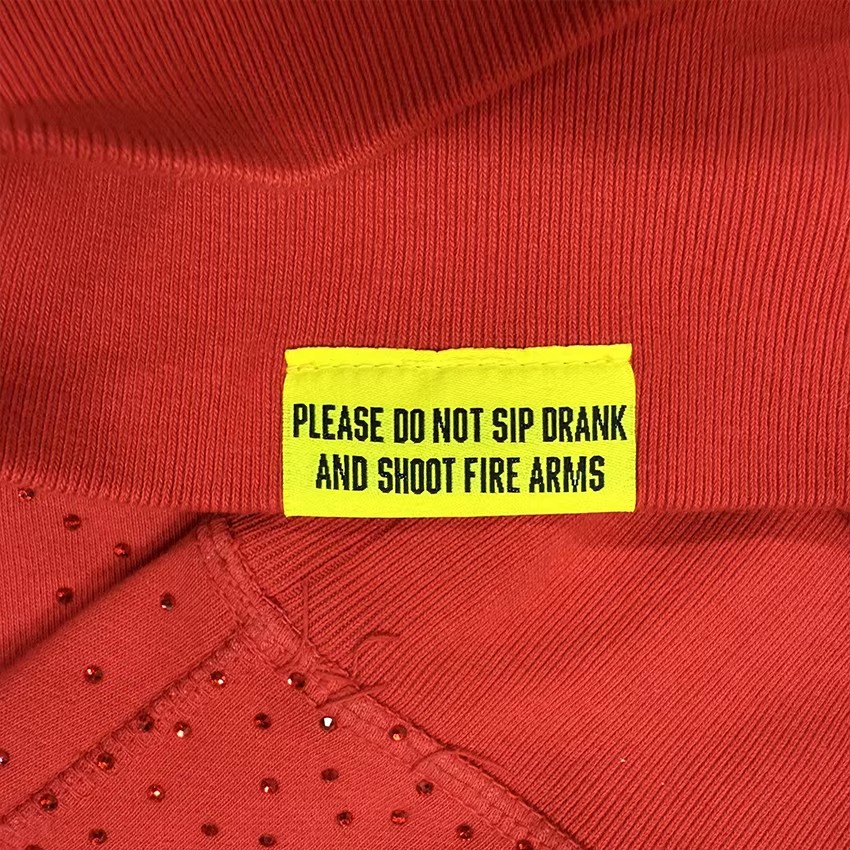 PLEASE DO NOT SIP DRANK
AND SHOOT FIRE ARMS